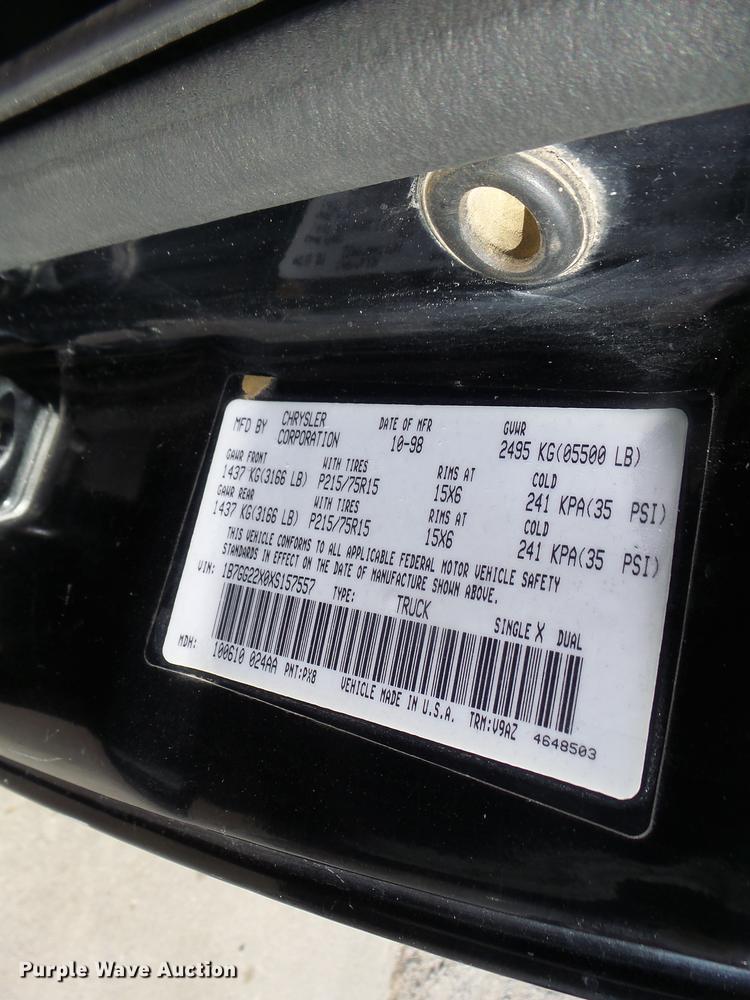 MFD BY CHRYSLER CORPORATION DATE OF MFR 10-98 GVWR 2495 KG(05500 LB)
GAWR FRONT WITH TIRES RIMS AT COLD
1437 KG(3166 LB) P215/75R15 15X6 241 KPA(35 PSI)
GAWR REAR WITH TIRES RIMS AT COLD
1437 KG(3166 LB) P215/75R15 15X6 241 KPA(35 PSI)
THIS VEHICLE CONFORMS TO ALL APPLICABLE FEDERAL MOTOR VEHICLE SAFETY
STANDARDS IN EFFECT ON THE DATE OF MANUFACTURE SHOWN ABOVE.
VIN: 1B7GG22X0XS157557 TYPE: TRUCK SINGLE X DUAL
MDH: 100610 024AA PNT:PX8 VEHICLE MADE IN U.S.A. TRM:V9AZ 4648503
Purple Wave Auction